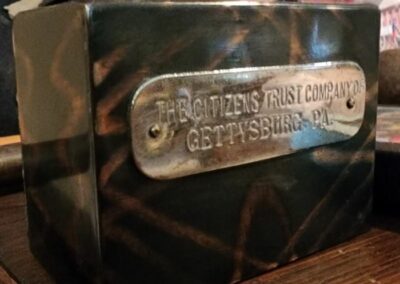 THE CITIZENS TRUST COMPANY OF
GETTYSBURG, PA.